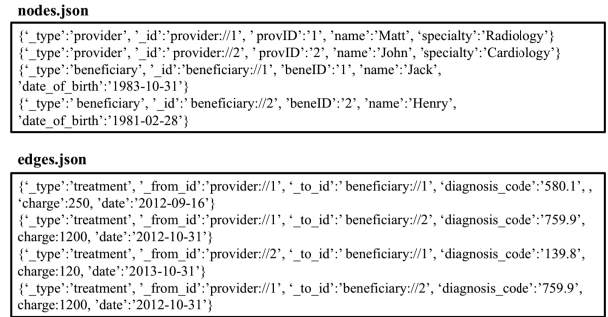 nodes.json
{‘_type’:’provider’, ’_id’:’provider://1’, ’ provID’:’1’, ’name’:’Matt’, ‘specialty’:’Radiology’}
{‘_type’:’provider’, ’_id’:’ provider://2’, ’ provID’:’2’, ’name’:’John’, ’specialty’:’Cardiology’}
{‘_type’:’beneficiary’, ’_id’:’beneficiary://1’, ’beneID’:’1’, ’name’:’Jack’,
’date_of_birth’:’1983-10-31’}
{‘_type’:’ beneficiary’, ’_id’:’ beneficiary://2’, ’beneID’:’2’, ’name’:’Henry’,
’date_of_birth’:’1981-02-28’}
edges.json
{‘_type’:’treatment’, ’_from_id’:’provider://1’, ‘_to_id’:’ beneficiary://1’, ‘diagnosis_code’:’580.1’, ,
‘charge’:250, ’date’:’2012-09-16’}
{‘_type’:’treatment’, ’_from_id’:’provider://1’, ‘_to_id’:’ beneficiary://2’, ‘diagnosis_code’:’759.9’,
charge:1200, ’date’:’2012-10-31’}
{‘_type’:’treatment’, ’_from_id’:’provider://2’, ‘_to_id’:’ beneficiary://1’, ‘diagnosis_code’:’139.8’,
charge:120, ’date’:’2013-10-31’}
{‘_type’:’treatment’, ’_from_id’:’provider://1’, ‘_to_id’:’beneficiary://2’, ‘diagnosis_code’:’759.9’,
charge:1200, ’date’:’2012-10-31’}